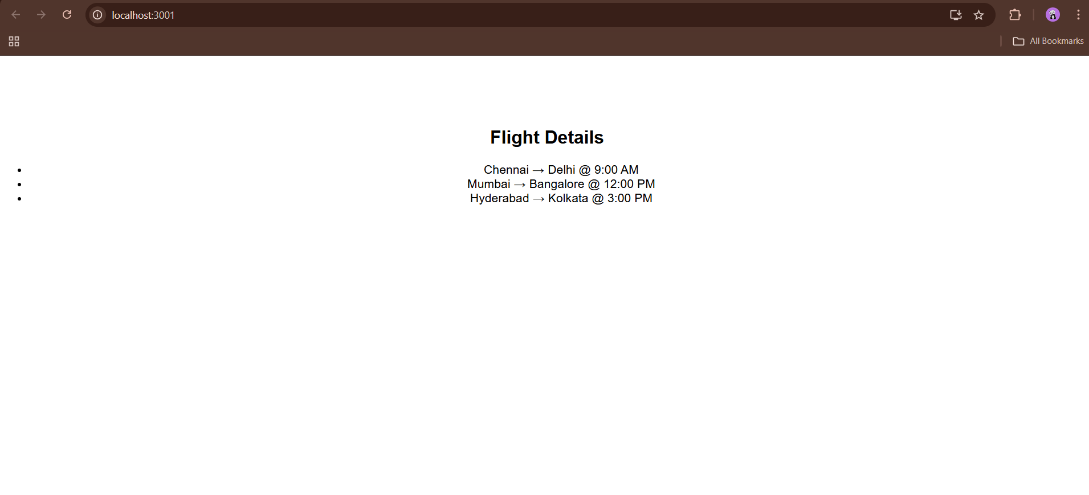 localhost:3001
All Bookmarks
Flight Details
• Chennai → Delhi @ 9:00 AM
• Mumbai → Bangalore @ 12:00 PM
• Hyderabad → Kolkata @ 3:00 PM